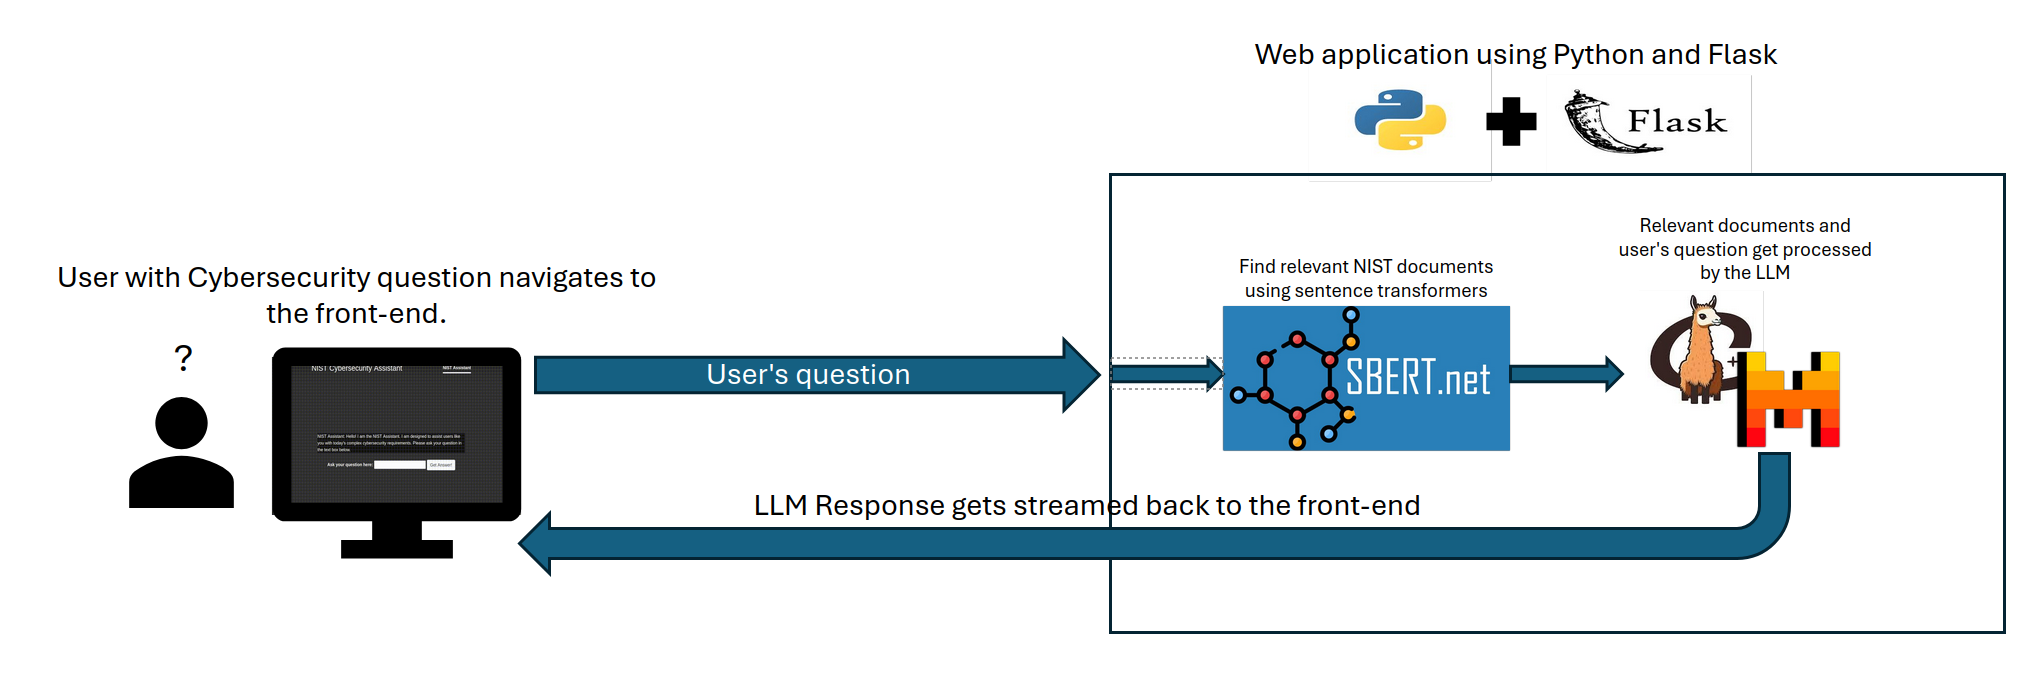 Web application using Python and Flask
Flask
User with Cybersecurity question navigates to
the front-end.
?
NIST Cybersecurity Assistant
NIST Assistant
NIST Assistant: Hello! I am the NIST Assistant. I am designed to assist users like
you with today's complex cybersecurity requirements. Please ask your question in
the text box below.
Ask your question here:
Get Answer!
User's question
Find relevant NIST documents
using sentence transformers
SBERT.net
Relevant documents and
user's question get processed
by the LLM
LLM Response gets streamed back to the front-end